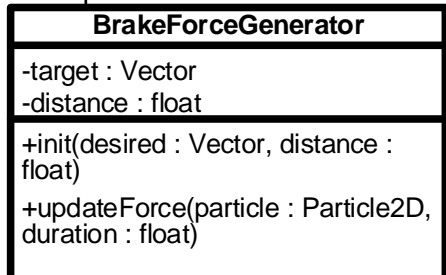 BrakeForceGenerator
-target : Vector
-distance : float
+init(desired : Vector, distance :
float)
+updateForce(particle : Particle2D,
duration : float)